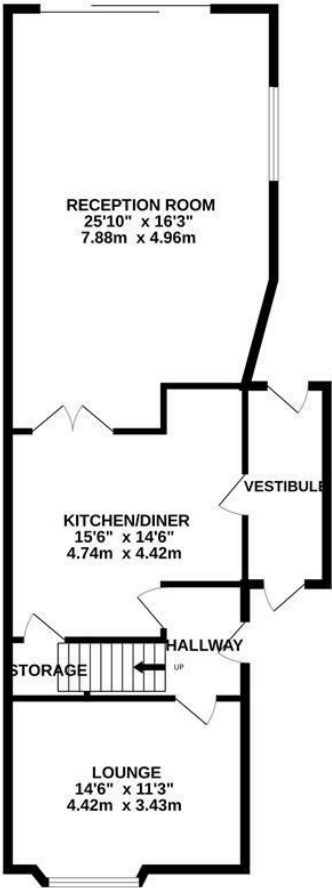 RECEPTION ROOM
25'10" x 16'3"
7.88m x 4.96m
VESTIBULE
KITCHEN/DINER
15'6" x 14'6"
4.74m x 4.42m
HALLWAY
STORAGE
UP
LOUNGE
14'6" x 11'3"
4.42m x 3.43m